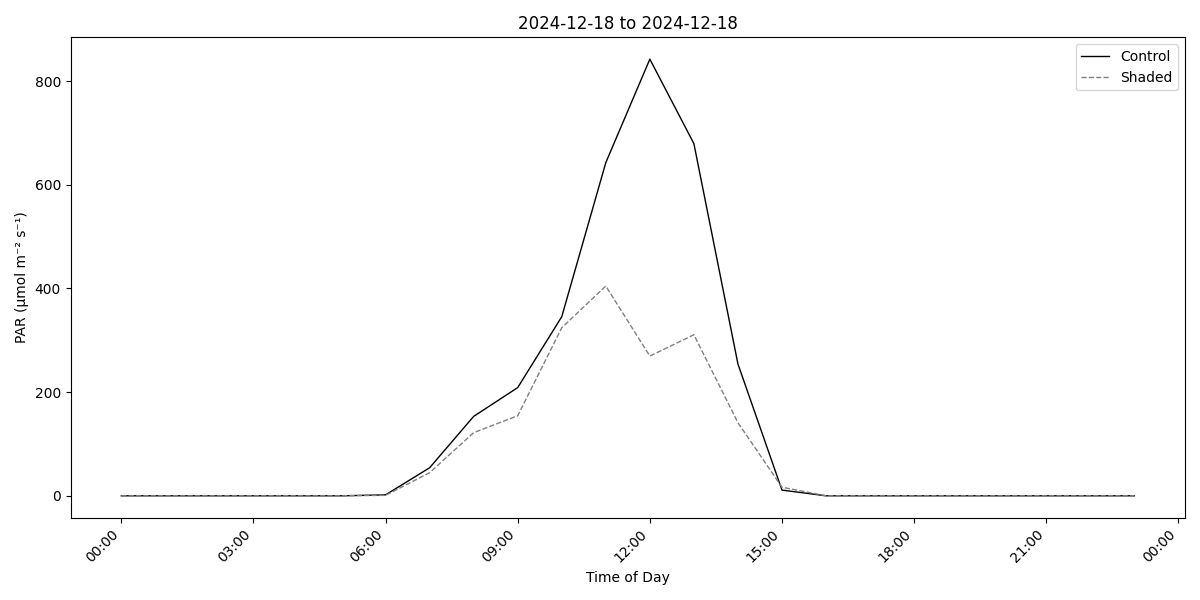 2024-12-18 to 2024-12-18
Control
Shaded
PAR (μmol m⁻² s⁻¹)
800
600
400
200
0
00:00
03:00
06:00
09:00
12:00
15:00
18:00
21:00
00:00
Time of Day